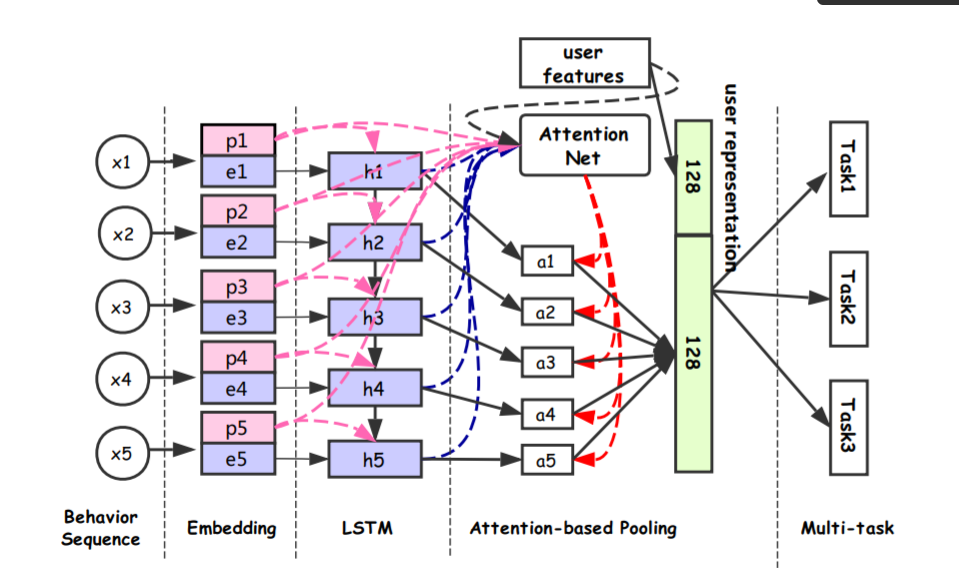 user
features
Attention
Net
user representation
x1
x2
x3
x4
x5
p1
e1
p2
e2
p3
e3
p4
e4
p5
e5
h1
h2
h3
h4
h5
a1
a2
a3
a4
a5
128
128
Task1
Task2
Task3
Behavior
Sequence
Embedding
LSTM
Attention-based Pooling
Multi-task